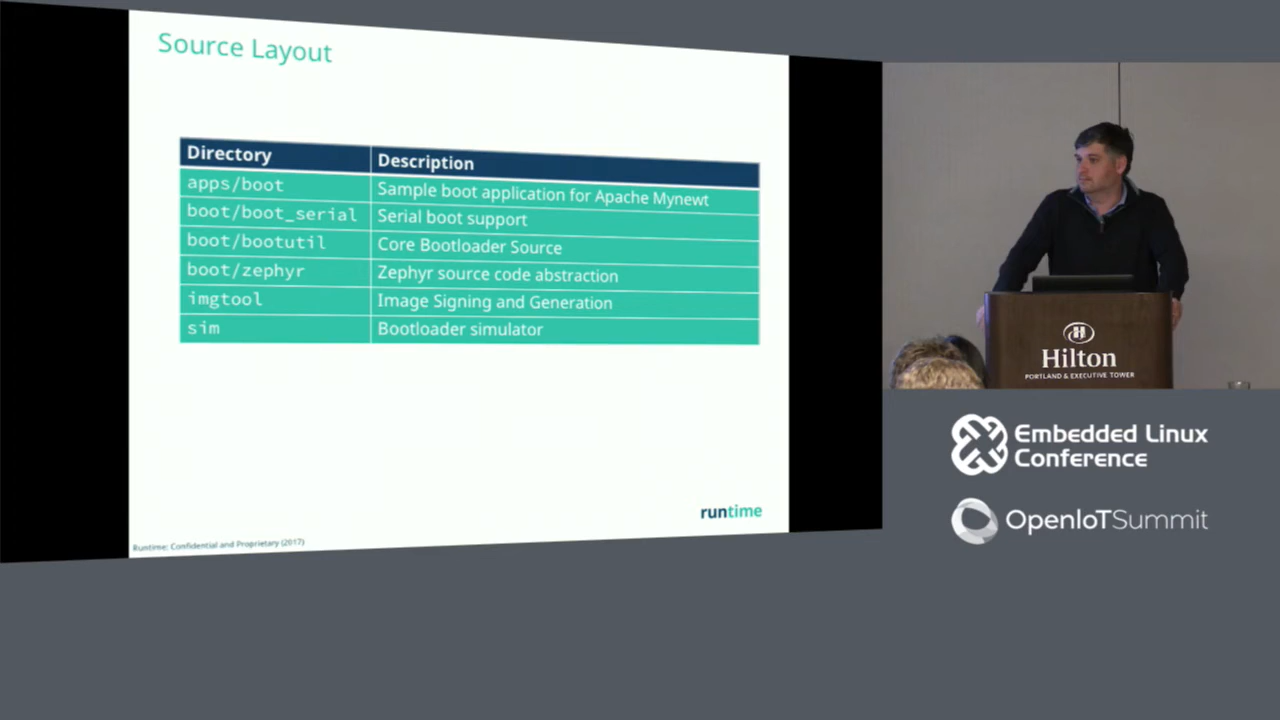 Source Layout
Directory Description
apps/boot Sample boot application for Apache Mynewt
boot/boot_serial Serial boot support
boot/bootutil Core Bootloader Source
boot/zephyr Zephyr source code abstraction
imgtool Image Signing and Generation
sim Bootloader simulator
runtime
Runtime: Confidential and Proprietary (2017)
Hilton
PORTLAND & EXECUTIVE TOWER
Embedded Linux
Conference
OpenIoTSummit